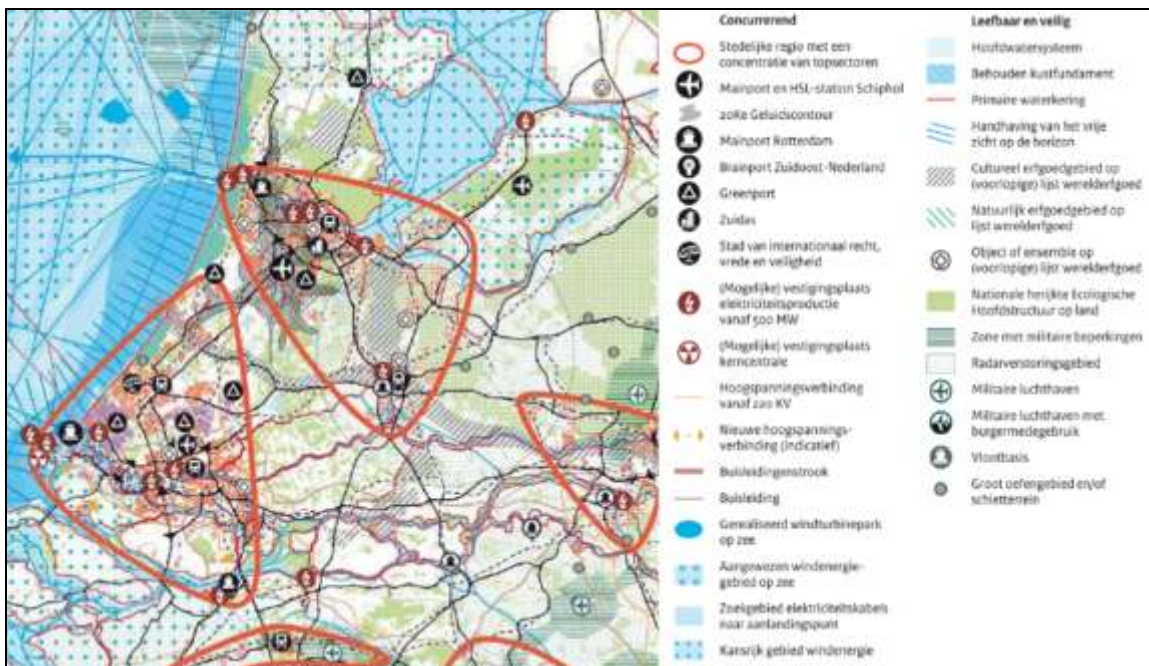 Concurrerend
Stedelijke regio met een
concentratie van topsectoren
Mainport en HSL-station Schiphol
20Ke Geluidscontour
Mainport Rotterdam
Brainport Zuidoost-Nederland
Greenport
Zuidas
Stad van internationaal recht,
vrede en veiligheid
(Mogelijke) vestigingsplaats
elektriciteitsproductie
vanaf 500 MW
(Mogelijke) vestigingsplaats
kerncentrale
Hoogspanningsverbinding
vanaf 220 KV
Nieuwe hoogspannings-
verbinding (indicatief)
Buisleidingenstrook
Buisleiding
Gerealiseerd windturbinepark
op zee
Aangewezen windenergie-
gebied op zee
Zoekgebied elektriciteitskabels
naar aanlandingspunt
Kansrijk gebied windenergie
Leefbaar en veilig
Hoofdwatersysteem
Behouden kustfundament
Primaire waterkering
Handhaving van het vrije
zicht op de horizon
Cultureel erfgoedgebied op
(voorlopige) lijst werelderfgoed
Natuurlijk erfgoedgebied op
lijst werelderfgoed
Object of ensemble op
(voorlopige) lijst werelderfgoed
Nationale herijkte Ecologische
Hoofdstructuur op land
Zone met militaire beperkingen
Radarverstoringsgebied
Militaire luchthaven
Militaire luchthaven met
burgermedegebruik
Vlootbasis
Groot oefengebied en/of
schietterrein